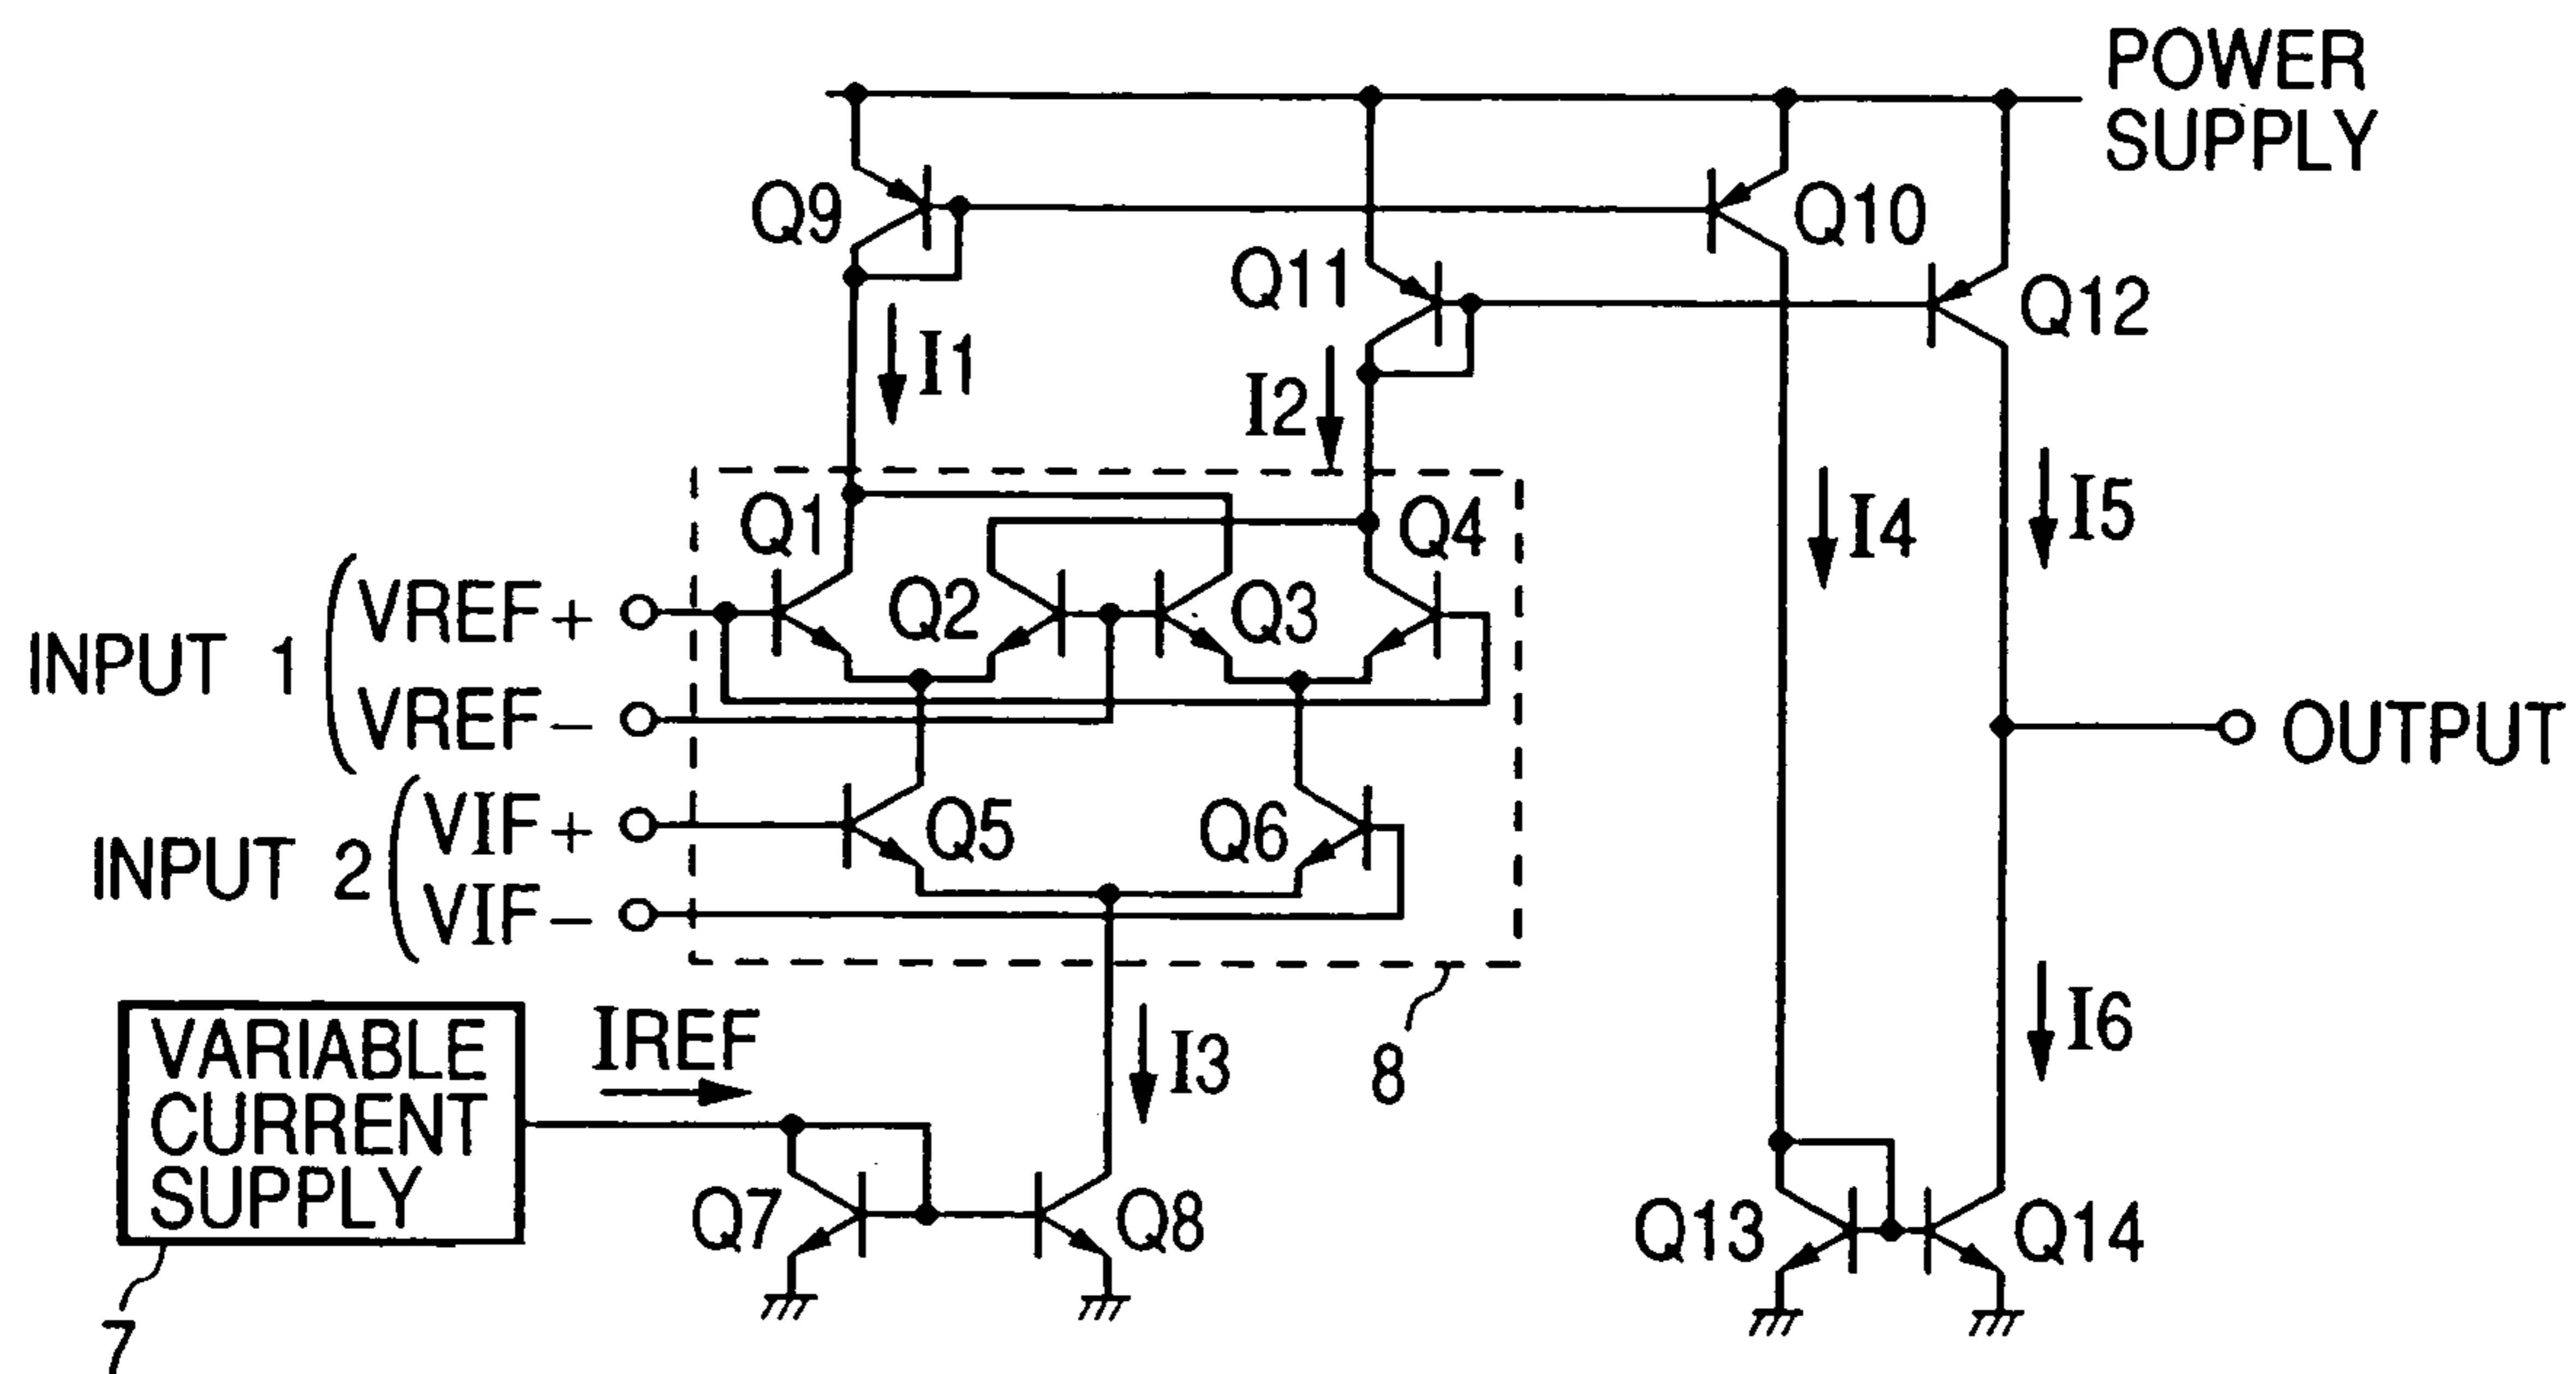 POWER
SUPPLY
Q9
Q10
Q11
Q12
I1
I2
Q1
Q4
I4
I5
INPUT 1
VREF+
Q2
Q3
VREF−
OUTPUT
INPUT 2
VIF+
Q5
Q6
VIF−
VARIABLE
CURRENT
SUPPLY
IREF
I3
8
I6
Q7
Q8
Q13
Q14
7